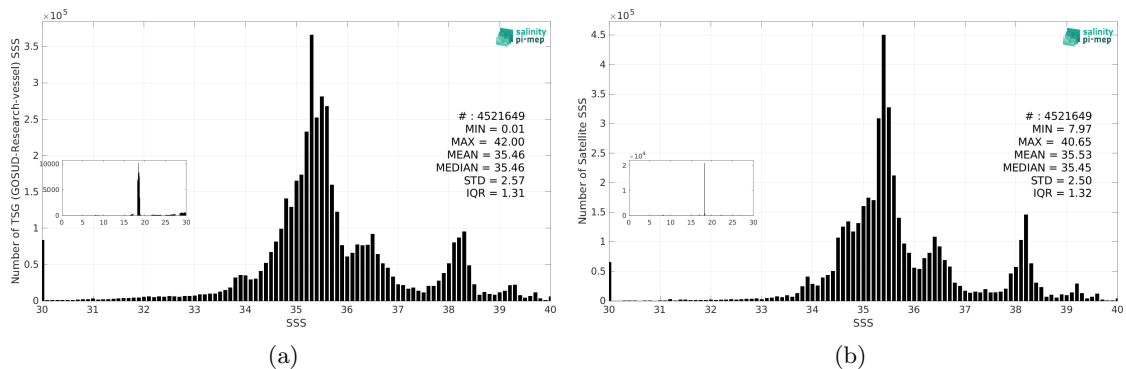 ×10⁵
3.5
3
2.5
2
1.5
1
0.5
0
Number of TSG (GOSUD-Research-vessel) SSS
salinity
pi-mep
# : 4521649
MIN = 0.01
MAX = 42.00
MEAN = 35.46
MEDIAN = 35.46
STD = 2.57
IQR = 1.31
10000
5000
0
0 5 10 15 20 25 30
30 31 32 33 34 35 36 37 38 39 40
SSS
(a)
×10⁵
4.5
4
3.5
3
2.5
2
1.5
1
0.5
0
Number of Satellite SSS
salinity
pi-mep
# : 4521649
MIN = 7.97
MAX = 40.65
MEAN = 35.53
MEDIAN = 35.45
STD = 2.50
IQR = 1.32
×10⁴
2
1
0
0 5 10 15 20 25 30
30 31 32 33 34 35 36 37 38 39 40
SSS
(b)